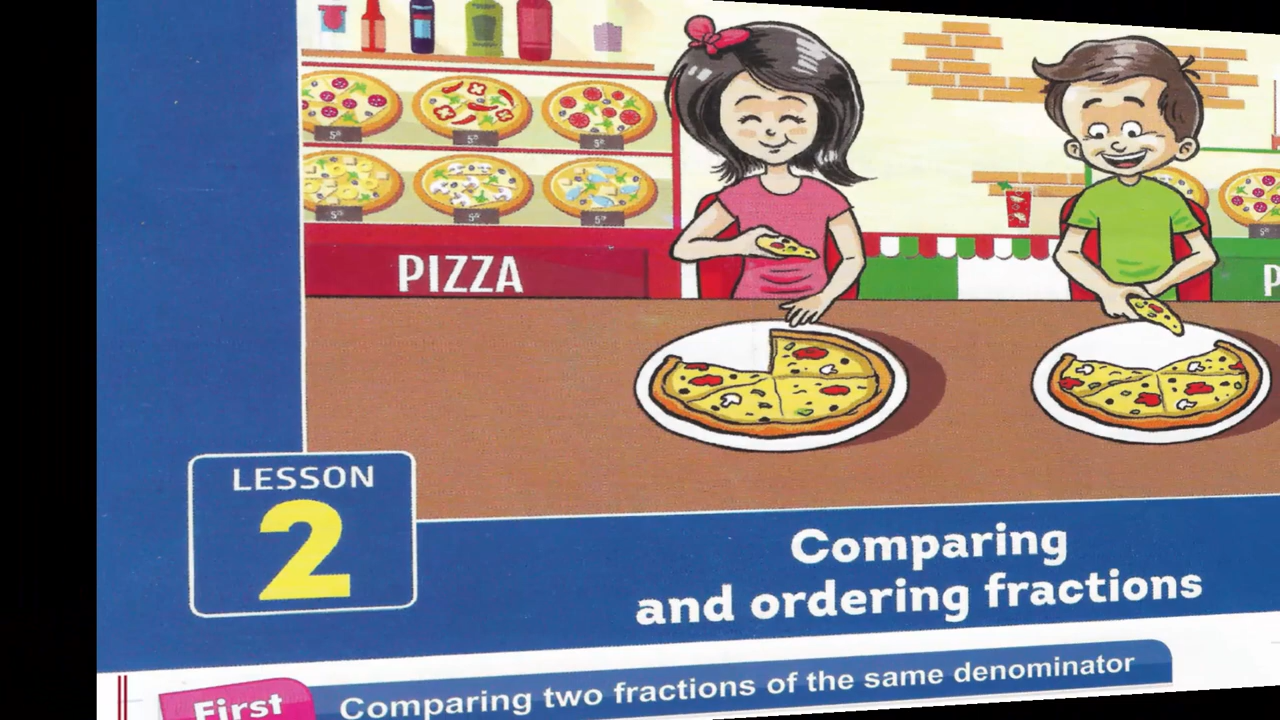 PIZZA
LESSON
2
Comparing
and ordering fractions
First
Comparing two fractions of the same denominator